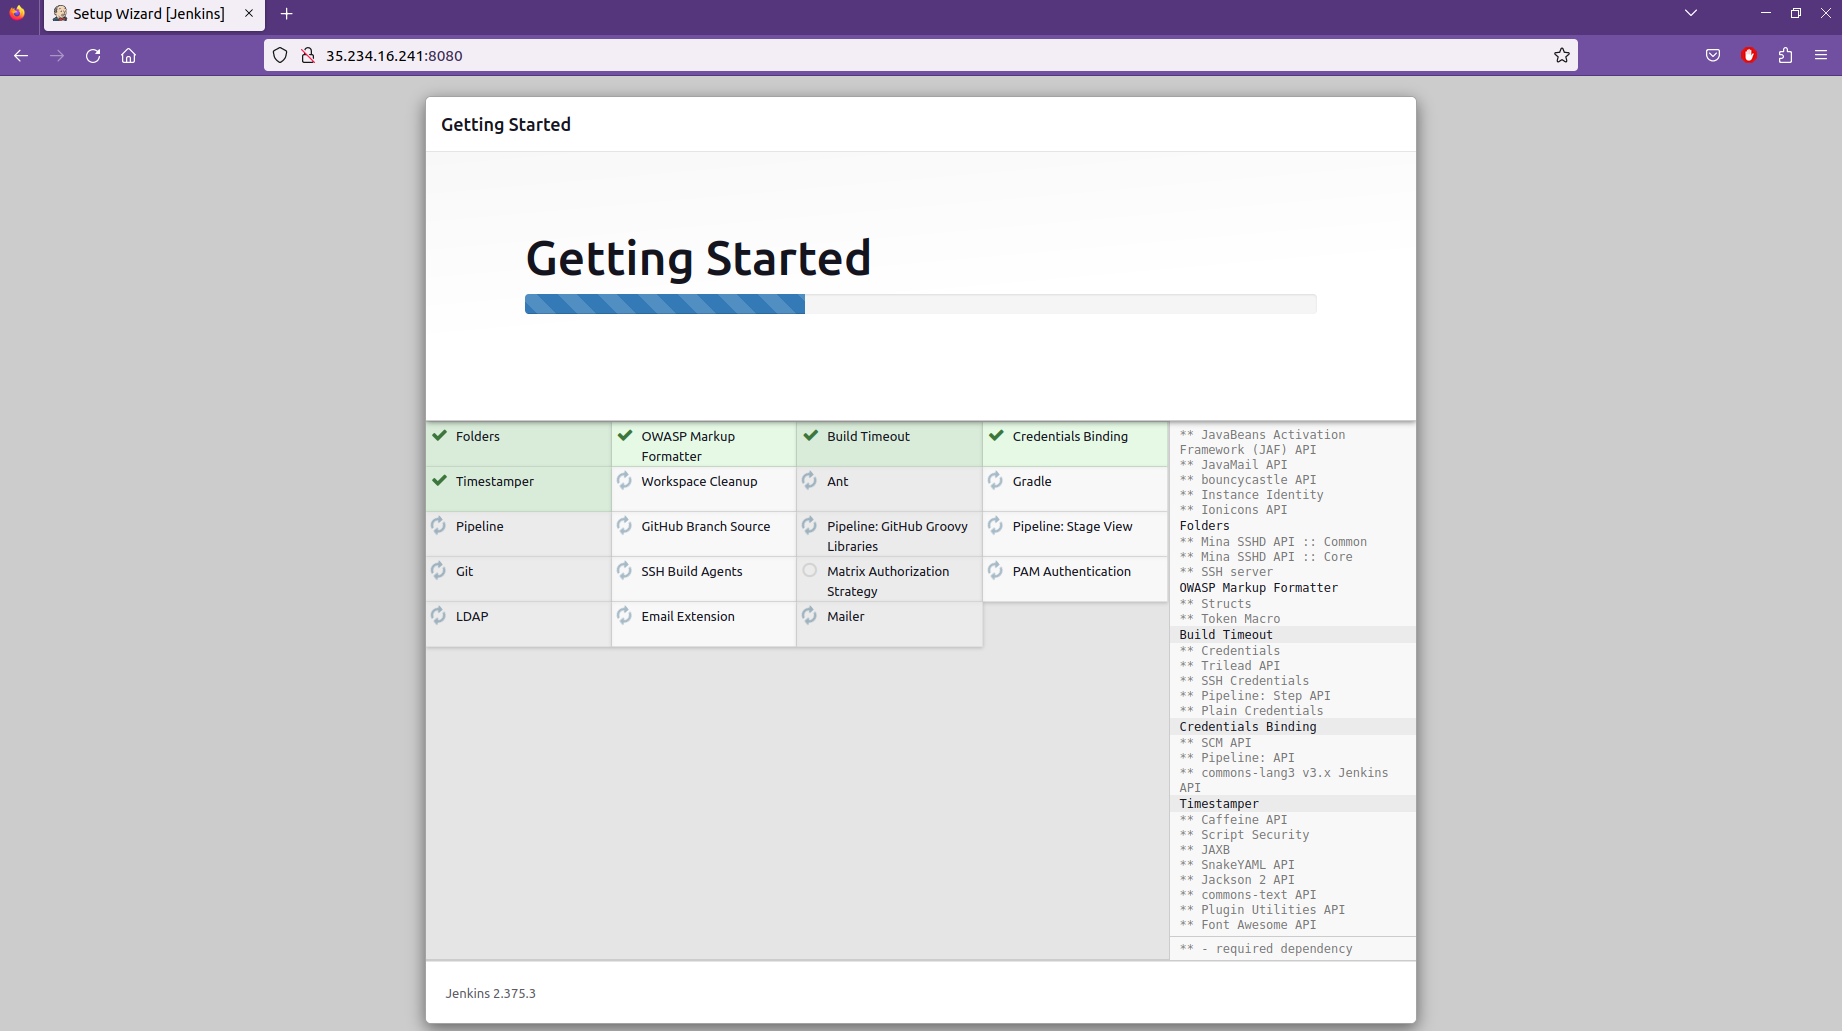 Setup Wizard [Jenkins]
35.234.16.241:8080
Getting Started
Getting Started
Folders
OWASP Markup
Formatter
Build Timeout
Credentials Binding
Timestamper
Workspace Cleanup
Ant
Gradle
Pipeline
GitHub Branch Source
Pipeline: GitHub Groovy
Libraries
Pipeline: Stage View
Git
SSH Build Agents
Matrix Authorization
Strategy
PAM Authentication
LDAP
Email Extension
Mailer
** JavaBeans Activation
Framework (JAF) API
** JavaMail API
** bouncycastle API
** Instance Identity
** Ionicons API
Folders
** Mina SSHD API :: Common
** Mina SSHD API :: Core
** SSH server
OWASP Markup Formatter
** Structs
** Token Macro
Build Timeout
** Credentials
** Trilead API
** SSH Credentials
** Pipeline: Step API
** Plain Credentials
Credentials Binding
** SCM API
** Pipeline: API
** commons-lang3 v3.x Jenkins
API
Timestamper
** Caffeine API
** Script Security
** JAXB
** SnakeYAML API
** Jackson 2 API
** commons-text API
** Plugin Utilities API
** Font Awesome API
** - required dependency
Jenkins 2.375.3